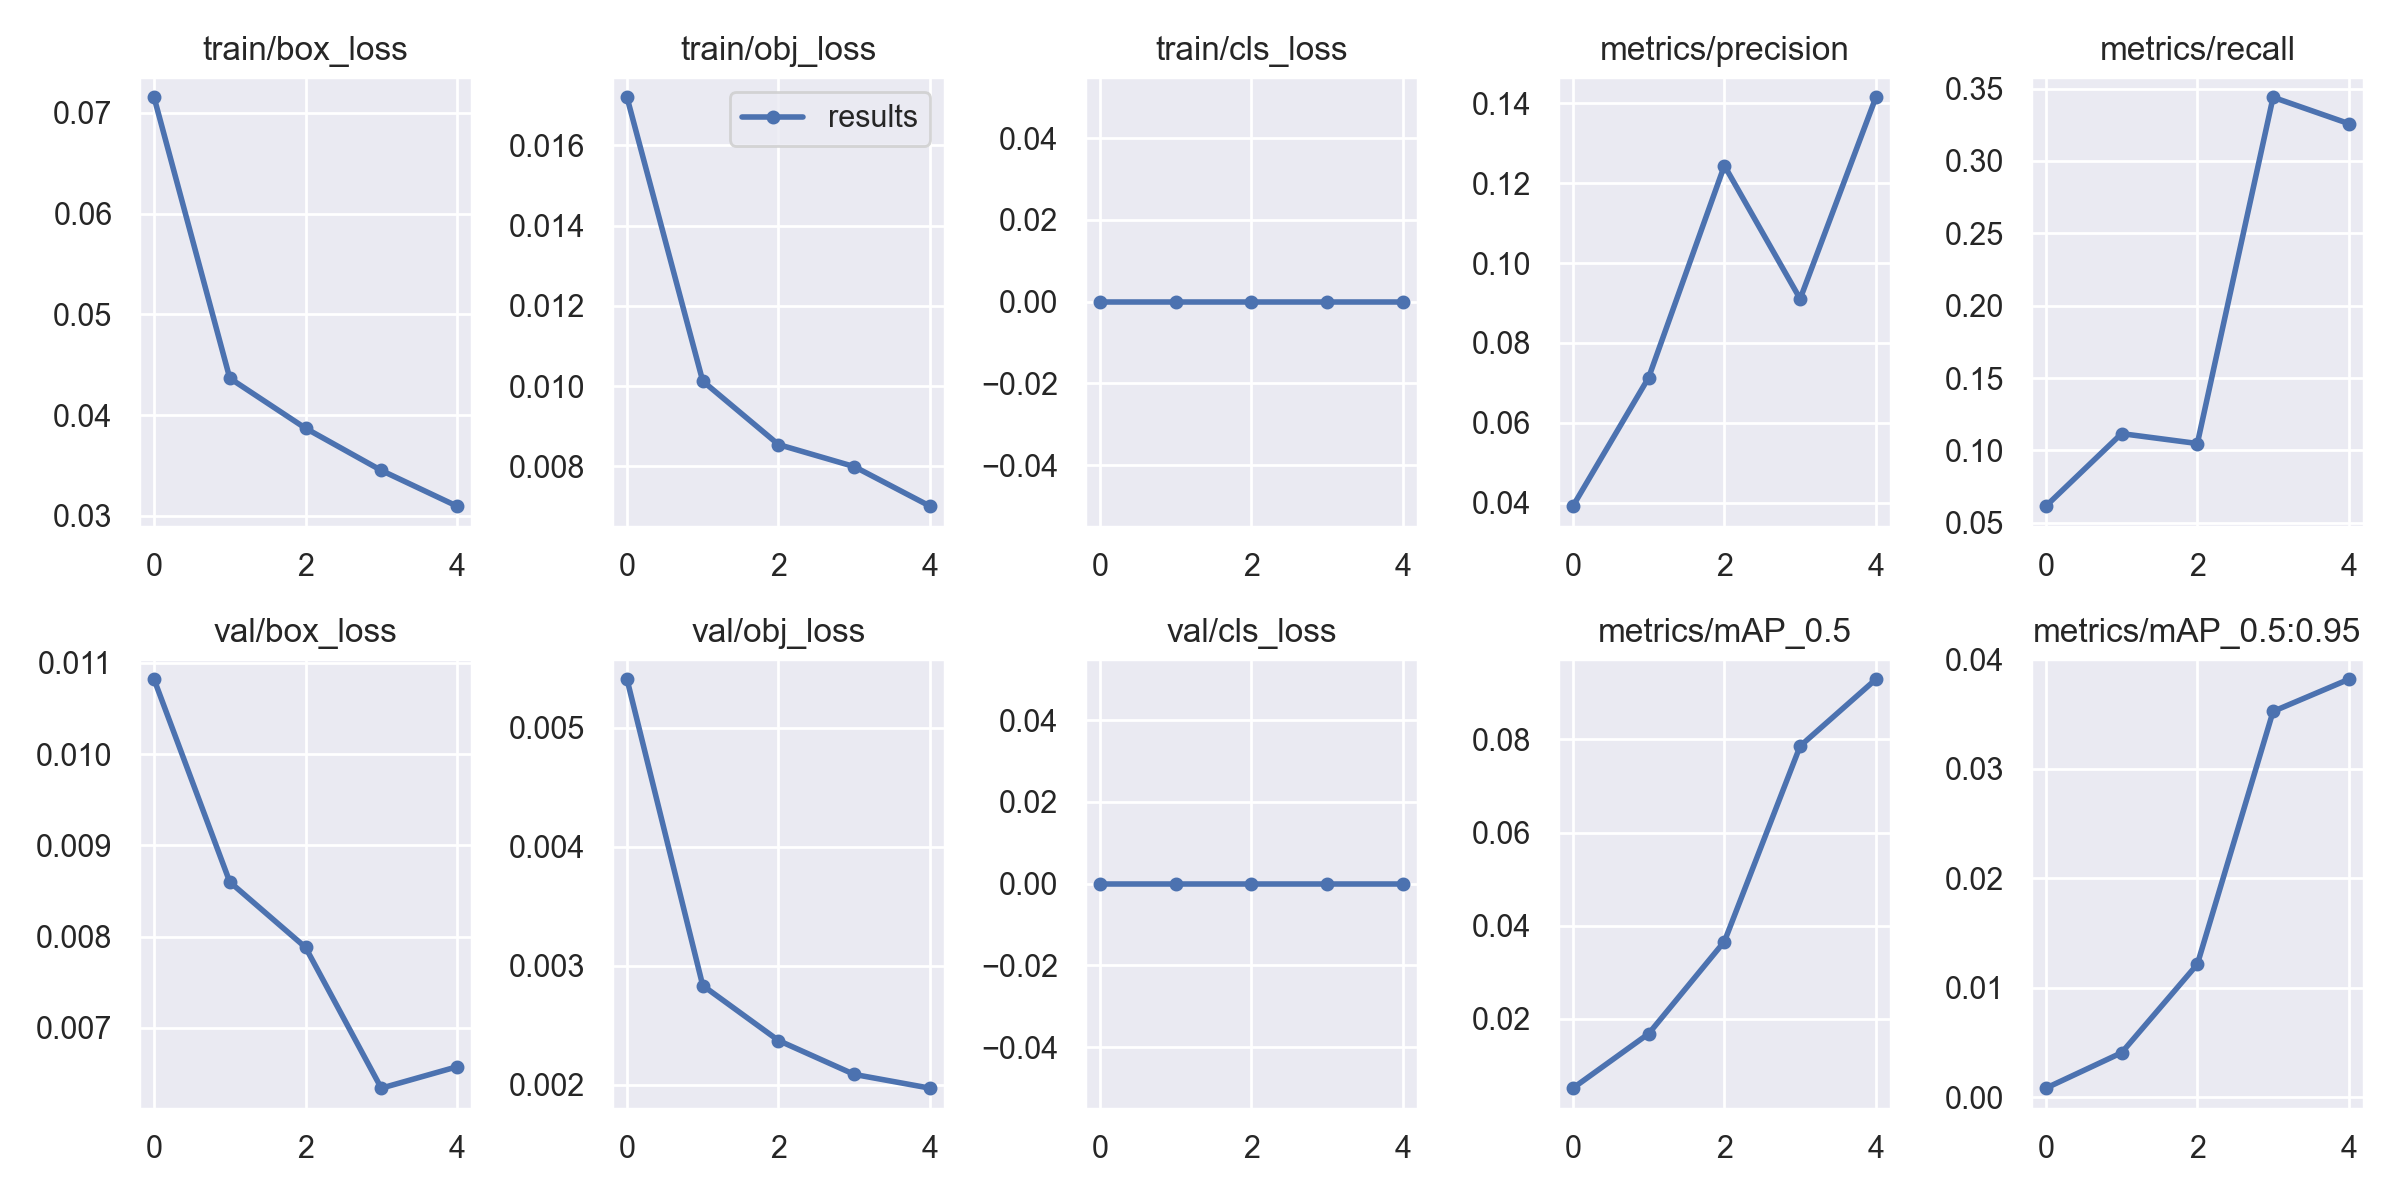 train/box_loss
0.07
0.06
0.05
0.04
0.03
0 2 4
train/obj_loss
results
0.016
0.014
0.012
0.010
0.008
0 2 4
train/cls_loss
0.04
0.02
0.00
−0.02
−0.04
0 2 4
metrics/precision
0.14
0.12
0.10
0.08
0.06
0.04
0 2 4
metrics/recall
0.35
0.30
0.25
0.20
0.15
0.10
0.05
0 2 4
val/box_loss
0.011
0.010
0.009
0.008
0.007
0 2 4
val/obj_loss
0.005
0.004
0.003
0.002
0 2 4
val/cls_loss
0.04
0.02
0.00
−0.02
−0.04
0 2 4
metrics/mAP_0.5
0.08
0.06
0.04
0.02
0 2 4
metrics/mAP_0.5:0.95
0.04
0.03
0.02
0.01
0.00
0 2 4